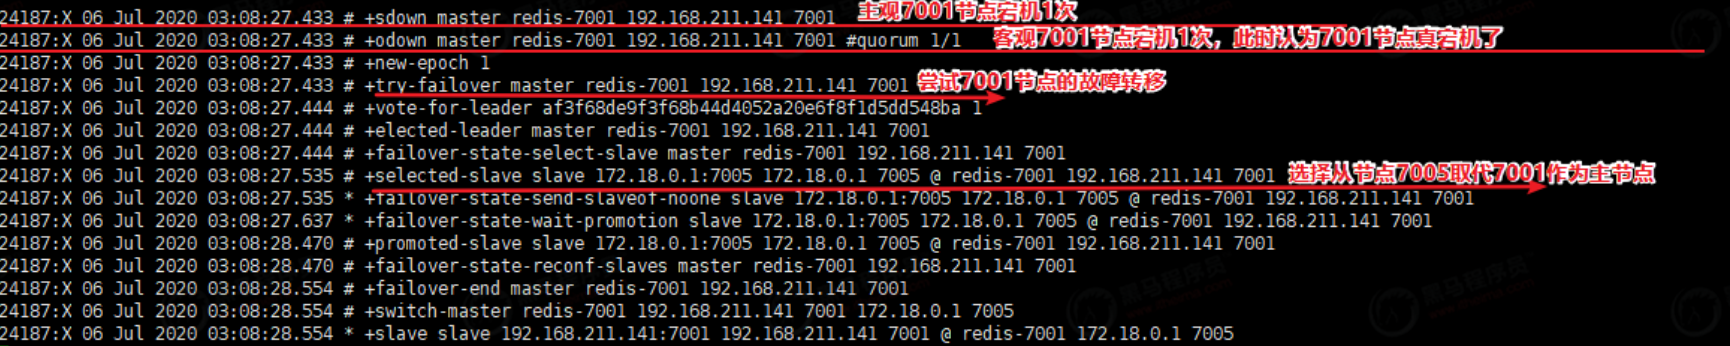 24187:X 06 Jul 2020 03:08:27.433 # +sdown master redis-7001 192.168.211.141 7001 主观7001节点宕机1次
24187:X 06 Jul 2020 03:08:27.433 # +odown master redis-7001 192.168.211.141 7001 #quorum 1/1 客观7001节点宕机1次，此时认为7001节点真宕机了
24187:X 06 Jul 2020 03:08:27.433 # +new-epoch 1
24187:X 06 Jul 2020 03:08:27.433 # +try-failover master redis-7001 192.168.211.141 7001 尝试7001节点的故障转移
24187:X 06 Jul 2020 03:08:27.444 # +vote-for-leader af3f68de9f3f68b44d4052a20e6f8f1d5dd548ba 1
24187:X 06 Jul 2020 03:08:27.444 # +elected-leader master redis-7001 192.168.211.141 7001
24187:X 06 Jul 2020 03:08:27.444 # +failover-state-select-slave master redis-7001 192.168.211.141 7001
24187:X 06 Jul 2020 03:08:27.535 # +selected-slave slave 172.18.0.1:7005 172.18.0.1 7005 @ redis-7001 192.168.211.141 7001 选择从节点7005取代7001作为主节点
24187:X 06 Jul 2020 03:08:27.535 * +failover-state-send-slaveof-noone slave 172.18.0.1:7005 172.18.0.1 7005 @ redis-7001 192.168.211.141 7001
24187:X 06 Jul 2020 03:08:27.637 * +failover-state-wait-promotion slave 172.18.0.1:7005 172.18.0.1 7005 @ redis-7001 192.168.211.141 7001
24187:X 06 Jul 2020 03:08:28.470 # +promoted-slave slave 172.18.0.1:7005 172.18.0.1 7005 @ redis-7001 192.168.211.141 7001
24187:X 06 Jul 2020 03:08:28.470 # +failover-state-reconf-slaves master redis-7001 192.168.211.141 7001
24187:X 06 Jul 2020 03:08:28.554 # +failover-end master redis-7001 192.168.211.141 7001
24187:X 06 Jul 2020 03:08:28.554 # +switch-master redis-7001 192.168.211.141 7001 172.18.0.1 7005
24187:X 06 Jul 2020 03:08:28.554 * +slave slave 192.168.211.141:7001 192.168.211.141 7001 @ redis-7001 172.18.0.1 7005